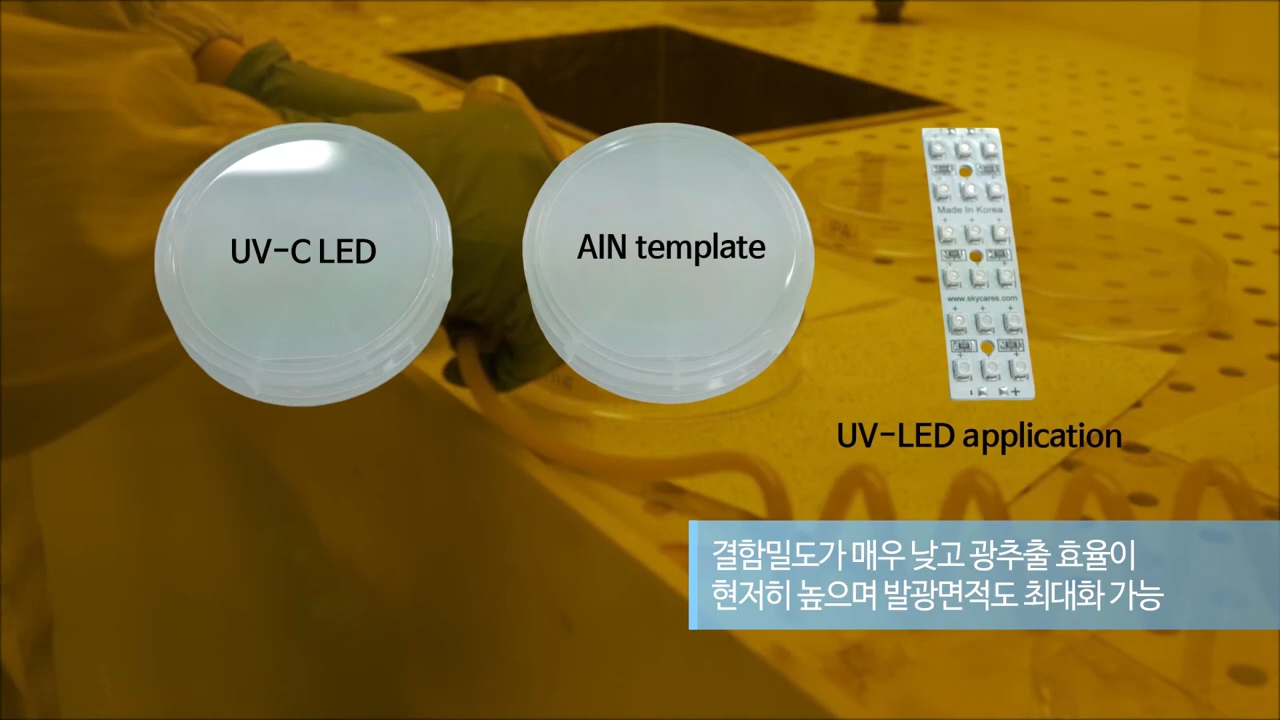 UV-C LED
AIN template
Made In Korea
www.skycares.com
UV-LED application
결함밀도가 매우 낮고 광추출 효율이
현저히 높으며 발광면적도 최대화 가능